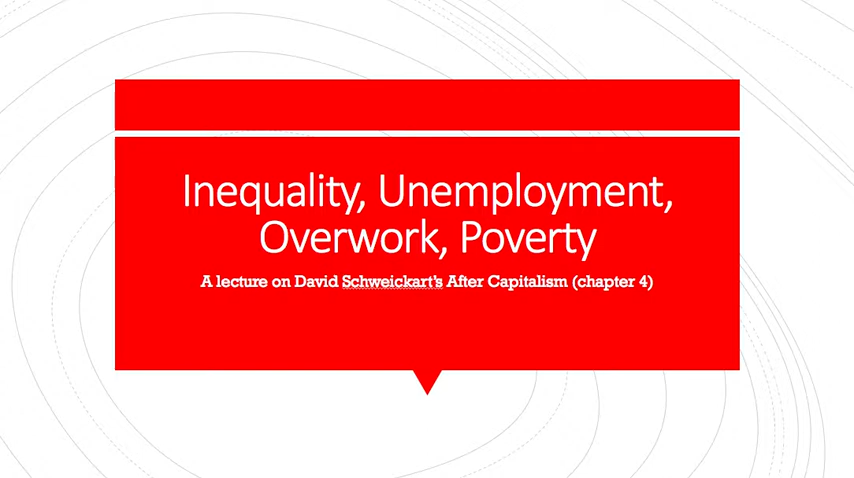 Inequality, Unemployment,
Overwork, Poverty
A lecture on David Schweickart's After Capitalism (chapter 4)